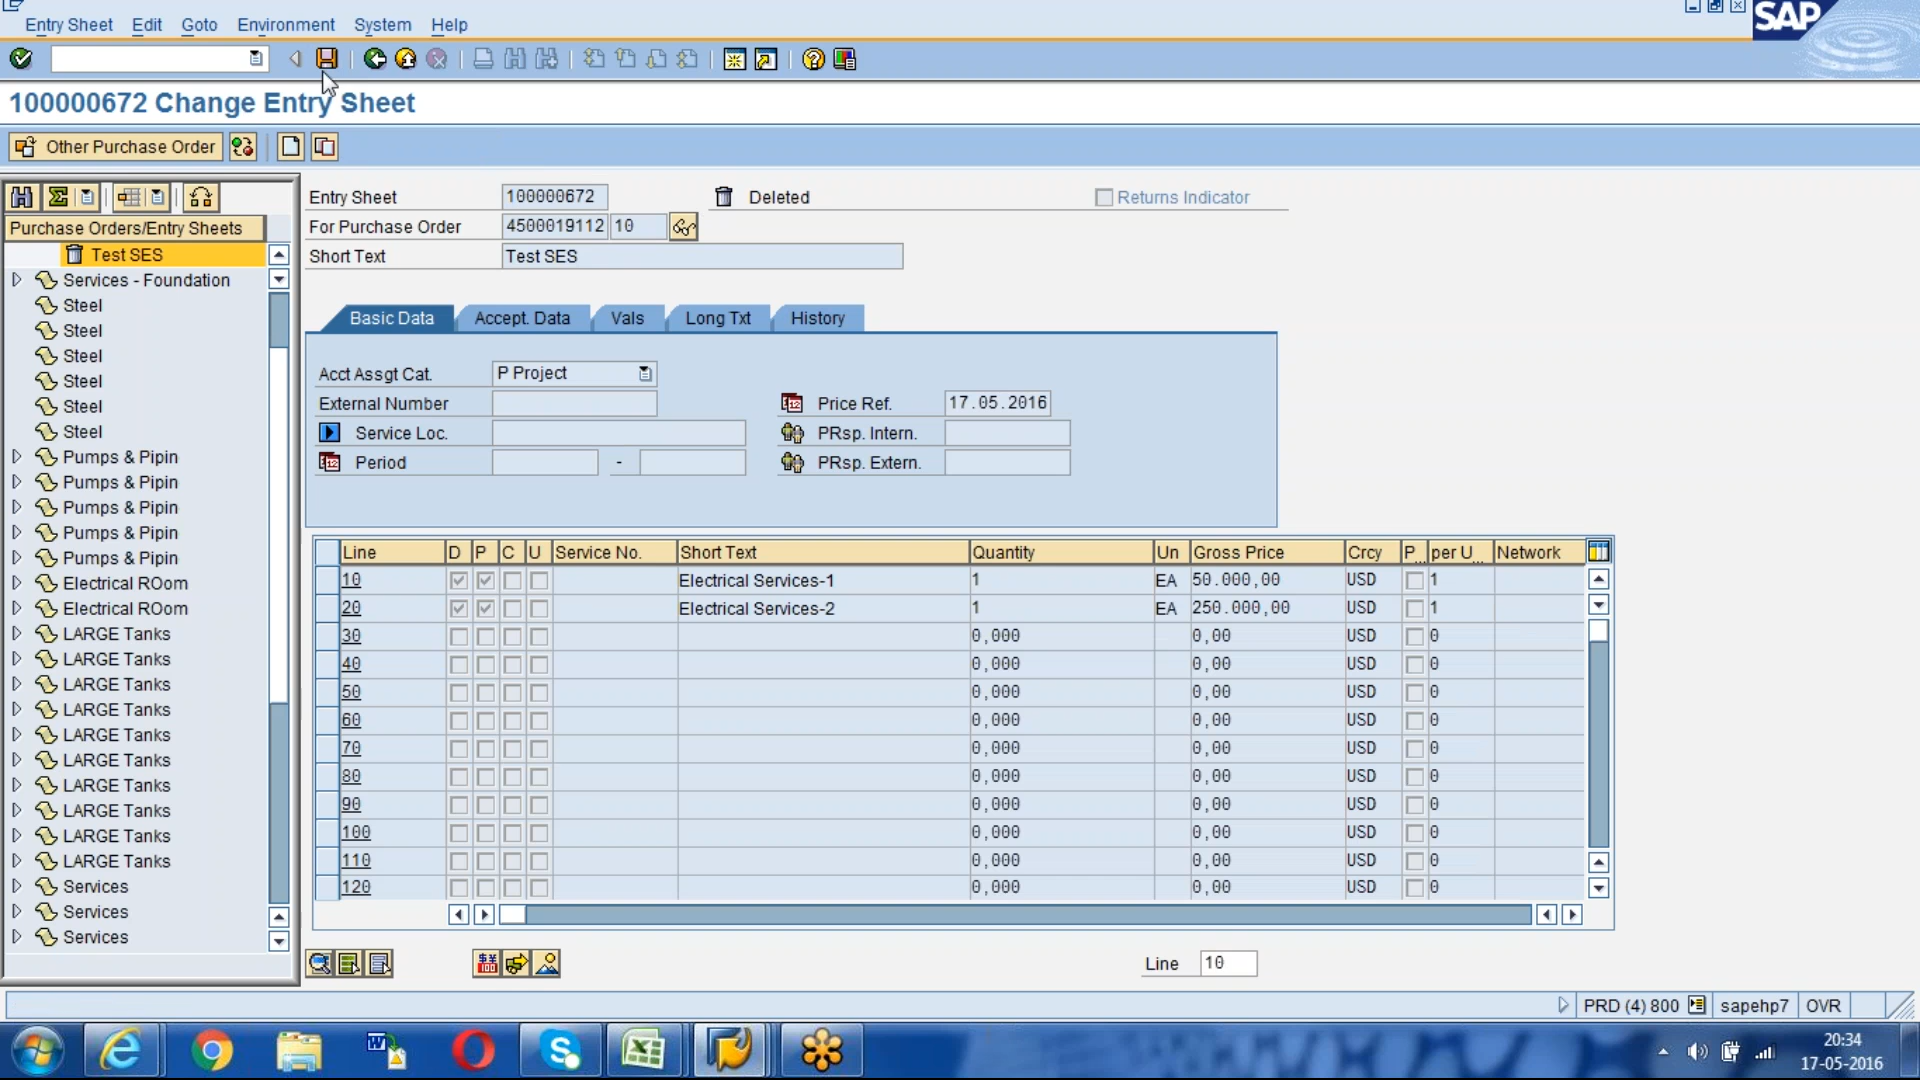 Entry Sheet Edit Goto Environment System Help
SAP
100000672 Change Entry Sheet
Other Purchase Order
Purchase Orders/Entry Sheets
Test SES
Services - Foundation
Steel
Steel
Steel
Steel
Steel
Steel
Pumps & Pipin
Pumps & Pipin
Pumps & Pipin
Pumps & Pipin
Pumps & Pipin
Electrical ROom
Electrical ROom
LARGE Tanks
LARGE Tanks
LARGE Tanks
LARGE Tanks
LARGE Tanks
LARGE Tanks
LARGE Tanks
LARGE Tanks
LARGE Tanks
LARGE Tanks
Services
Services
Services
Entry Sheet 100000672 Deleted Returns Indicator
For Purchase Order 4500019112 10
Short Text Test SES
Basic Data Accept. Data Vals Long Txt History
Acct Assgt Cat. P Project
External Number Price Ref. 17.05.2016
Service Loc. PRsp. Intern.
Period - PRsp. Extern.
Line D P C U Service No. Short Text Quantity Un Gross Price Crcy P... per U... Network
10 Electrical Services-1 1 EA 50.000,00 USD 1
20 Electrical Services-2 1 EA 250.000,00 USD 1
30 0,000 0,00 USD 0
40 0,000 0,00 USD 0
50 0,000 0,00 USD 0
60 0,000 0,00 USD 0
70 0,000 0,00 USD 0
80 0,000 0,00 USD 0
90 0,000 0,00 USD 0
100 0,000 0,00 USD 0
110 0,000 0,00 USD 0
120 0,000 0,00 USD 0
Line 10
PRD (4) 800 sapehp7 OVR
20:34
17-05-2016